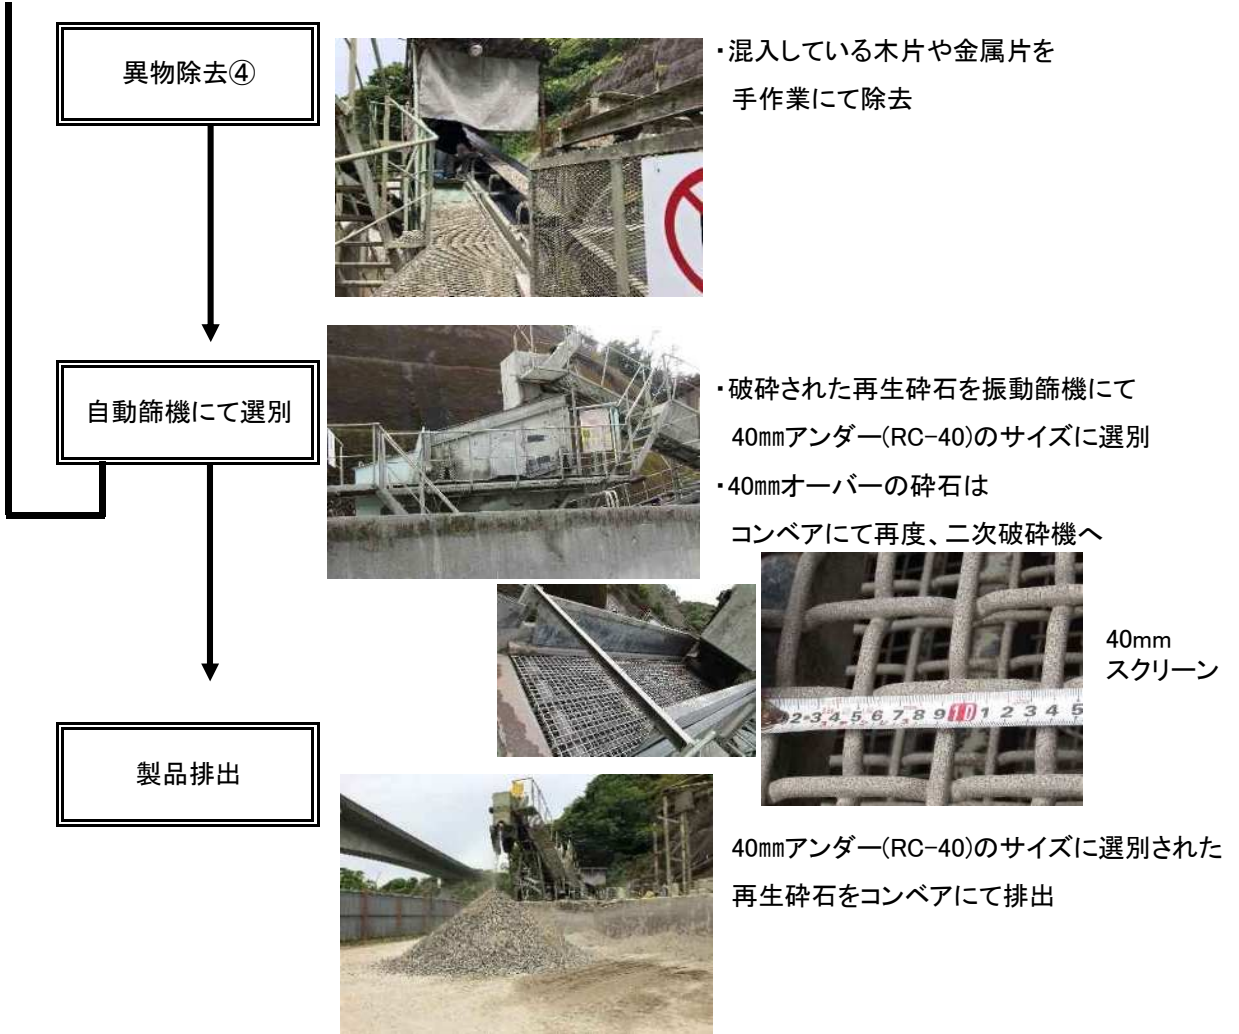 異物除去④
・混入している木片や金属片を
手作業にて除去
自動篩機にて選別
・破砕された再生砕石を振動篩機にて
40㎜アンダー(RC-40)のサイズに選別
・40㎜オーバーの砕石は
コンベアにて再度、二次破砕機へ
40mm
スクリーン
2 3 4 5 6 7 8 9 10 1 2 3 4 5
製品排出
40㎜アンダー(RC-40)のサイズに選別された
再生砕石をコンベアにて排出